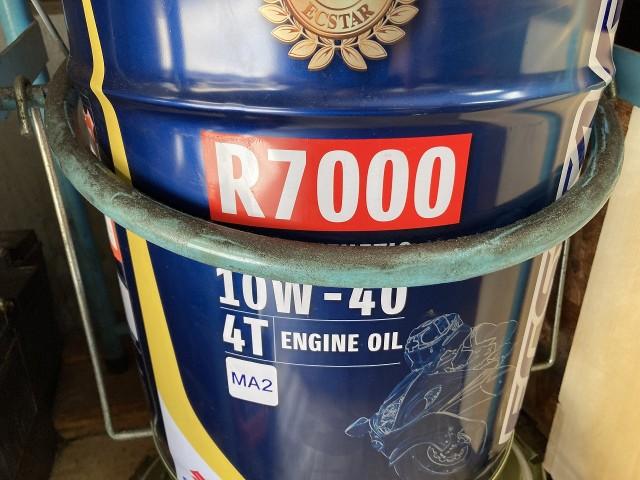 ECSTAR
R7000
10W-40
4T ENGINE OIL
MA2